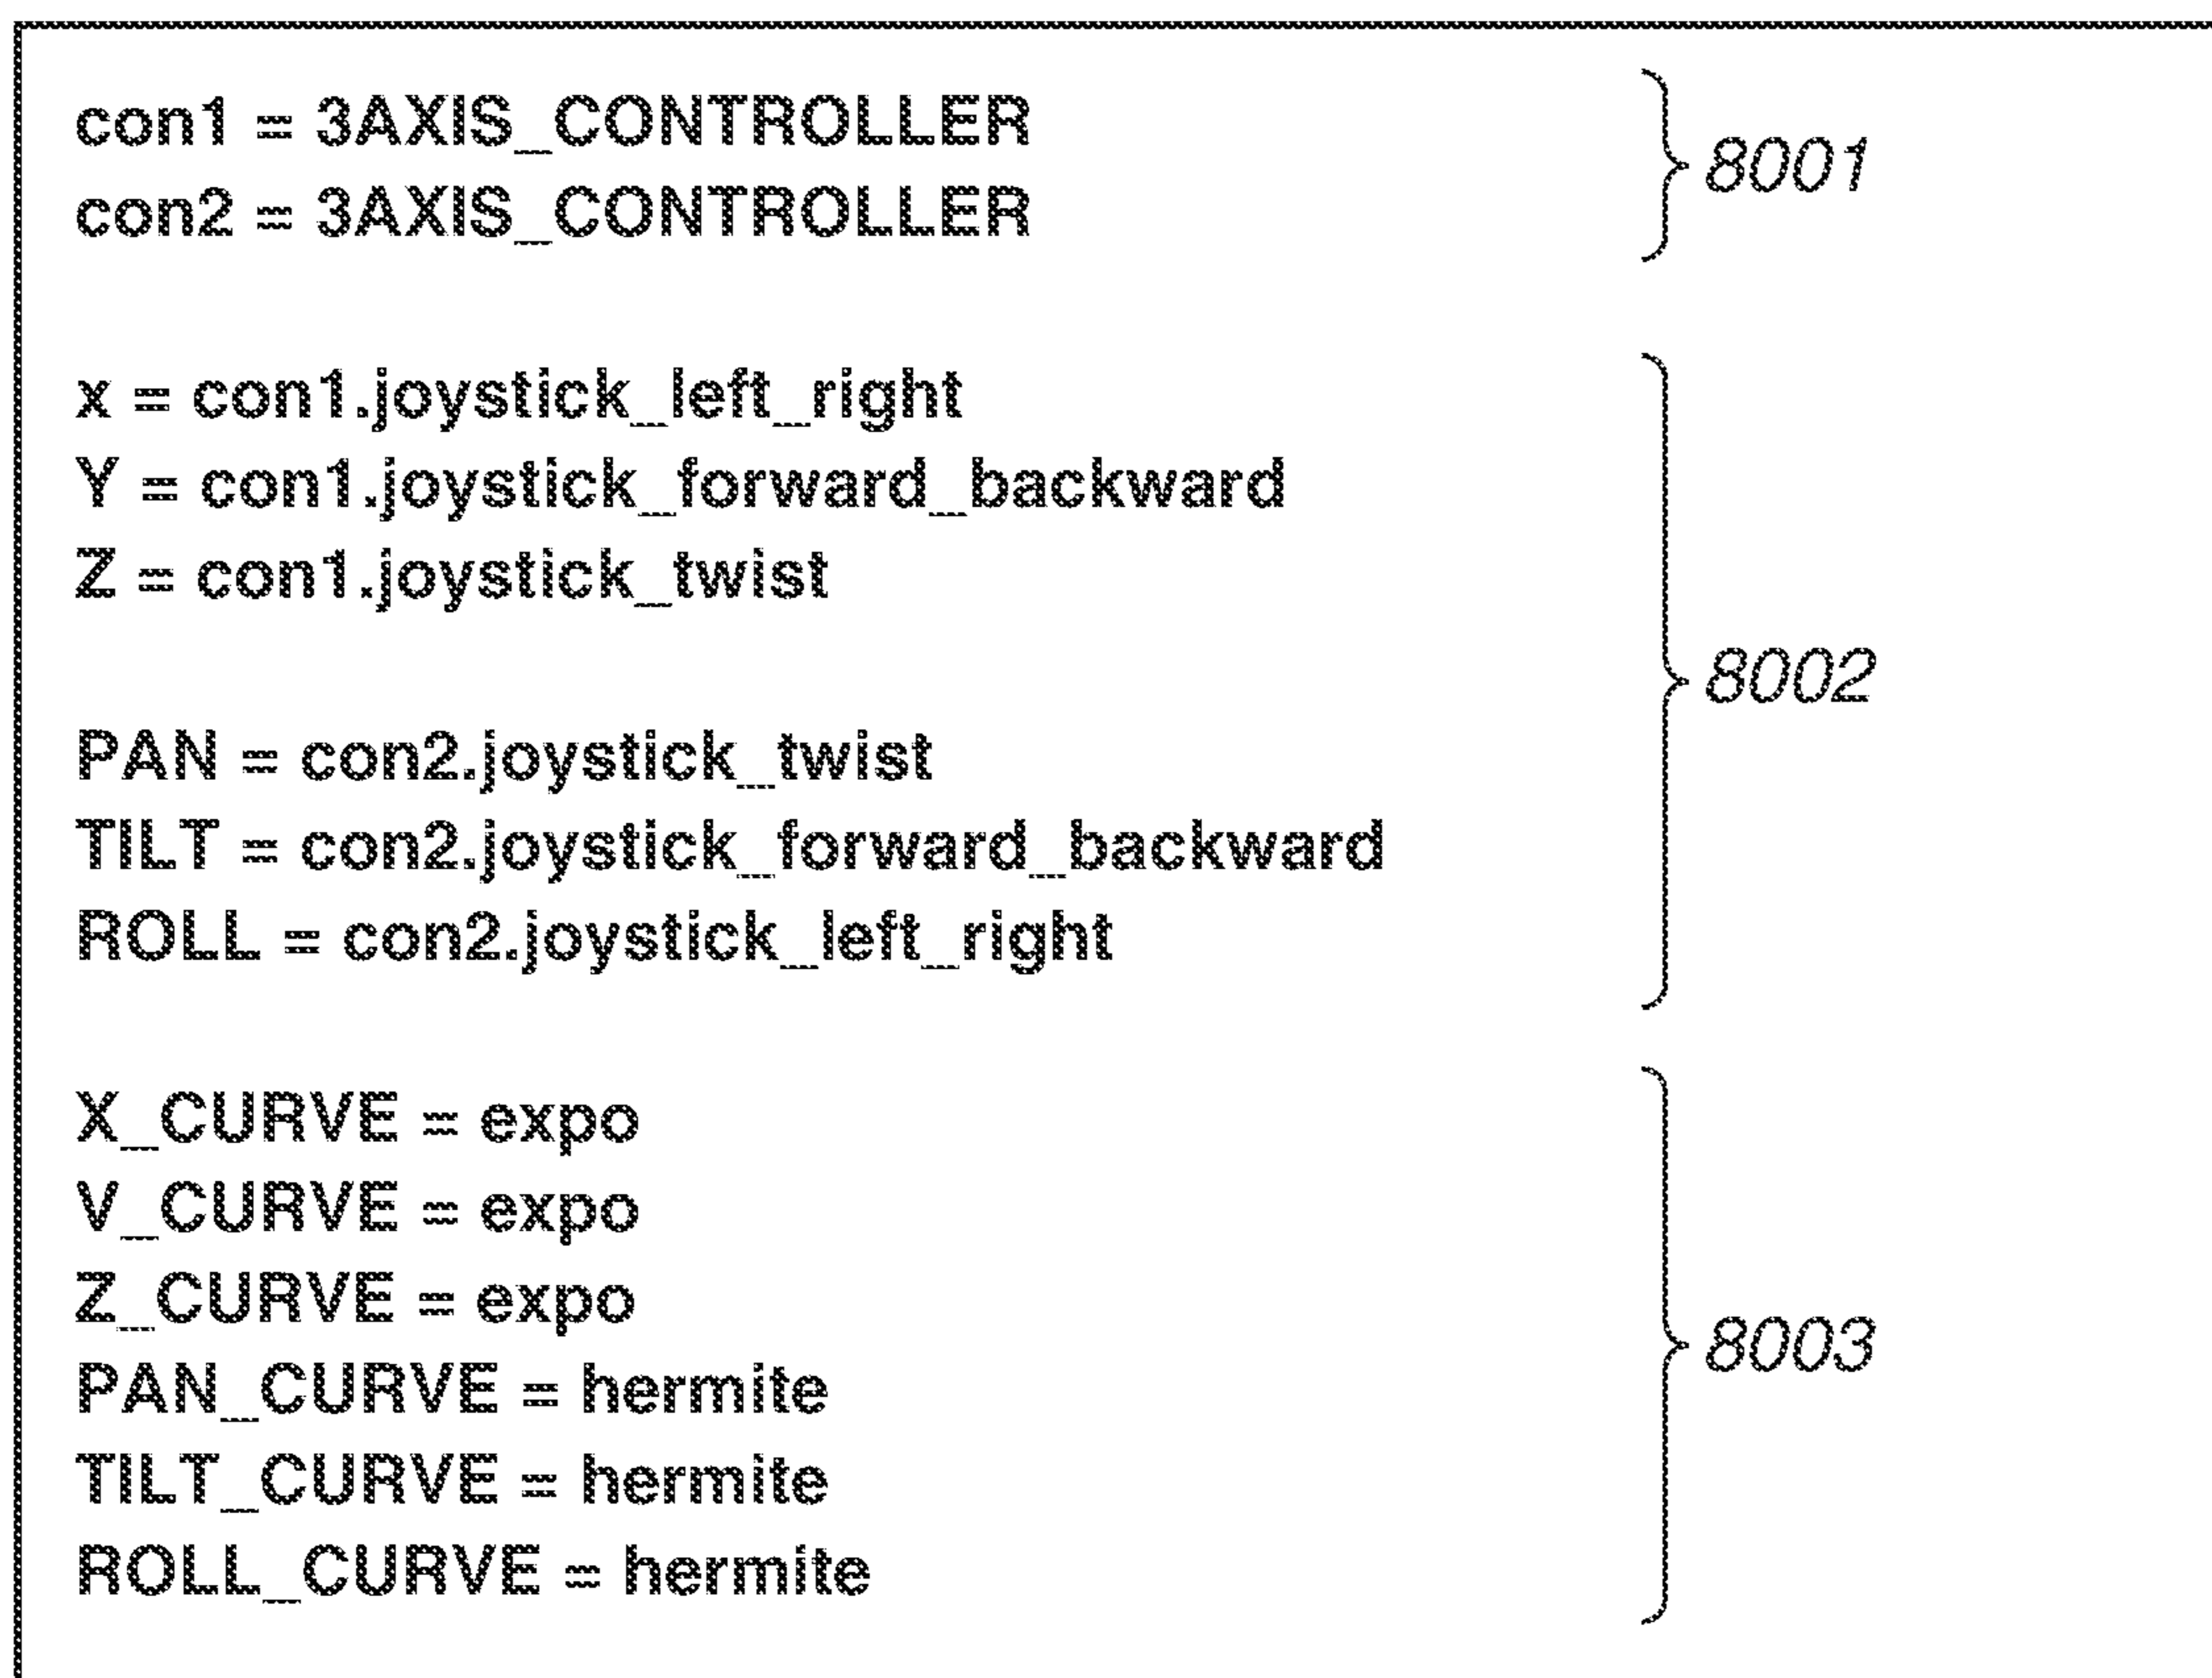 con1 = 3AXIS_CONTROLLER
con2 = 3AXIS_CONTROLLER
8001
x = con1.joystick_left_right
Y = con1.joystick_forward_backward
Z = con1.joystick_twist
PAN = con2.joystick_twist
TILT = con2.joystick_forward_backward
ROLL = con2.joystick_left_right
8002
X_CURVE = expo
V_CURVE = expo
Z_CURVE = expo
PAN_CURVE = hermite
TILT_CURVE = hermite
ROLL_CURVE = hermite
8003